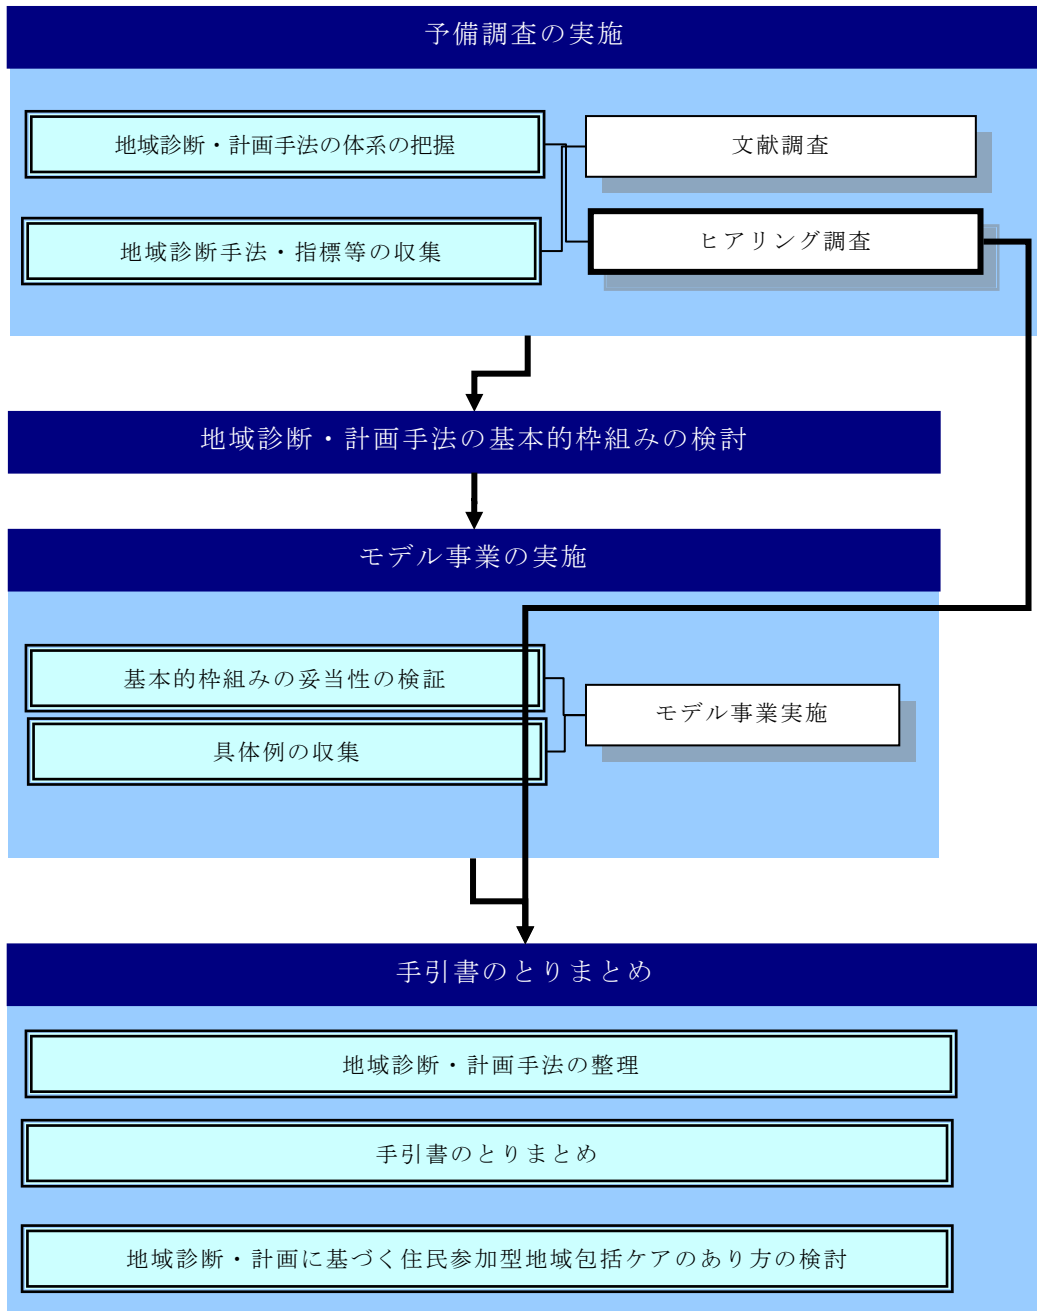 予備調査の実施
地域診断・計画手法の体系の把握
文献調査
地域診断手法・指標等の収集
ヒアリング調査
地域診断・計画手法の基本的枠組みの検討
モデル事業の実施
基本的枠組みの妥当性の検証
モデル事業実施
具体例の収集
手引書のとりまとめ
地域診断・計画手法の整理
手引書のとりまとめ
地域診断・計画に基づく住民参加型地域包括ケアのあり方の検討